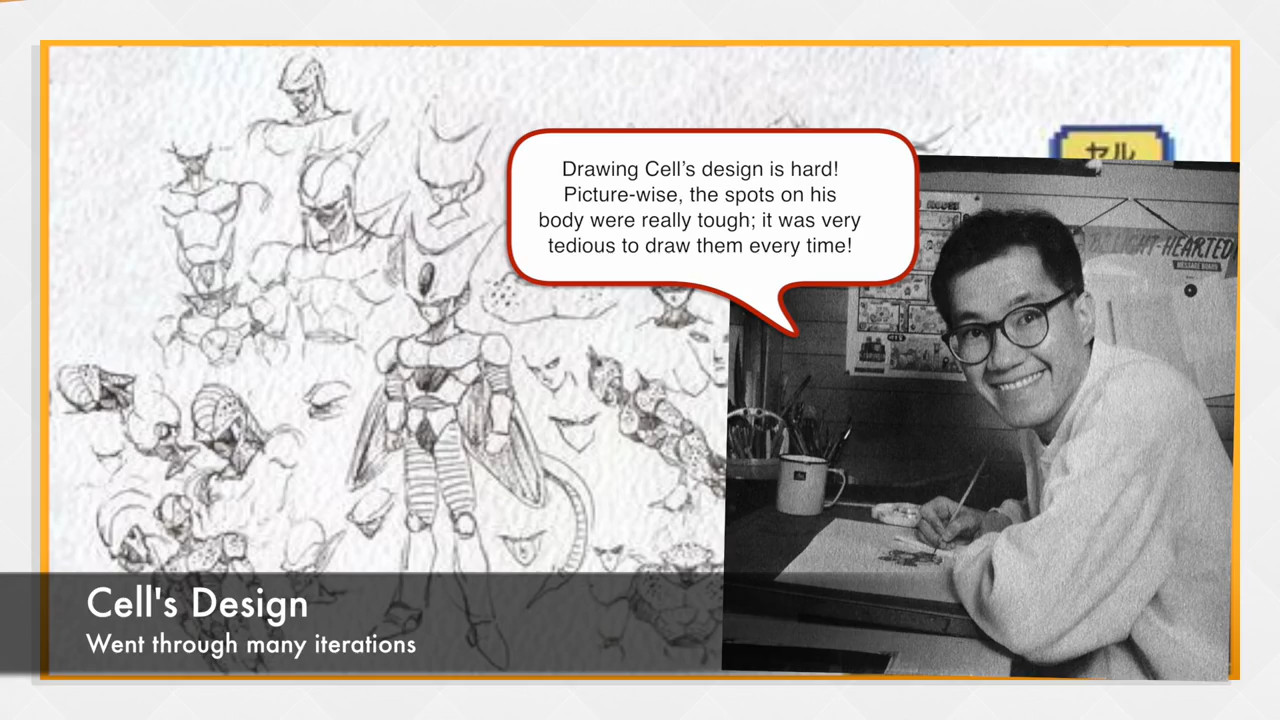 セル
Drawing Cell's design is hard!
Picture-wise, the spots on his
body were really tough; it was very
tedious to draw them every time!
LIGHT-HEARTED
MESSAGE BOARD
Cell's Design
Went through many iterations